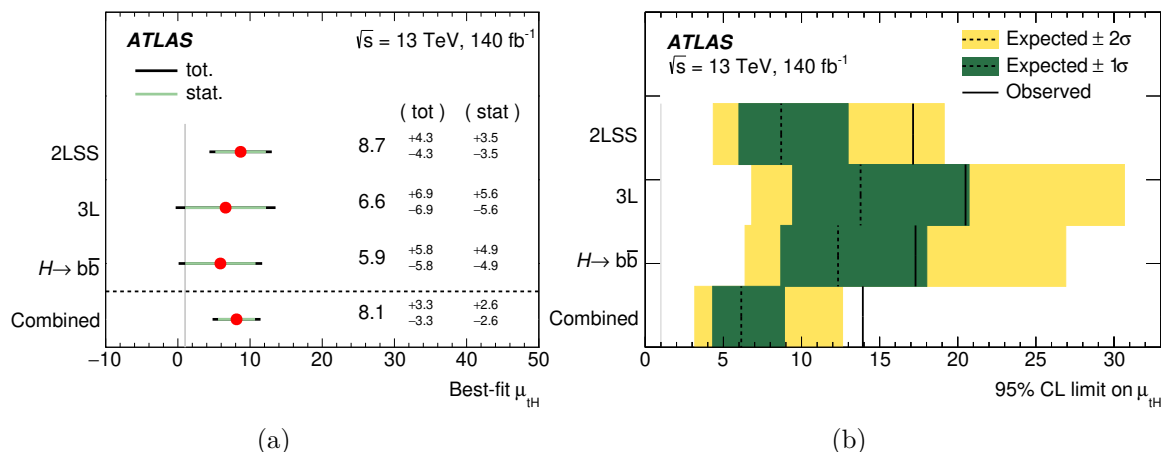 ATLAS
√s = 13 TeV, 140 fb⁻¹
tot.
stat.
( tot ) ( stat )
2LSS 8.7 +4.3 −4.3 +3.5 −3.5
3L 6.6 +6.9 −6.9 +5.6 −5.6
H→ bb̅ 5.9 +5.8 −5.8 +4.9 −4.9
Combined 8.1 +3.3 −3.3 +2.6 −2.6
−10 0 10 20 30 40 50
Best-fit μ_tH
(a)
ATLAS
√s = 13 TeV, 140 fb⁻¹
Expected ± 2σ
Expected ± 1σ
Observed
2LSS
3L
H→ bb̅
Combined
0 5 10 15 20 25 30
95% CL limit on μ_tH
(b)